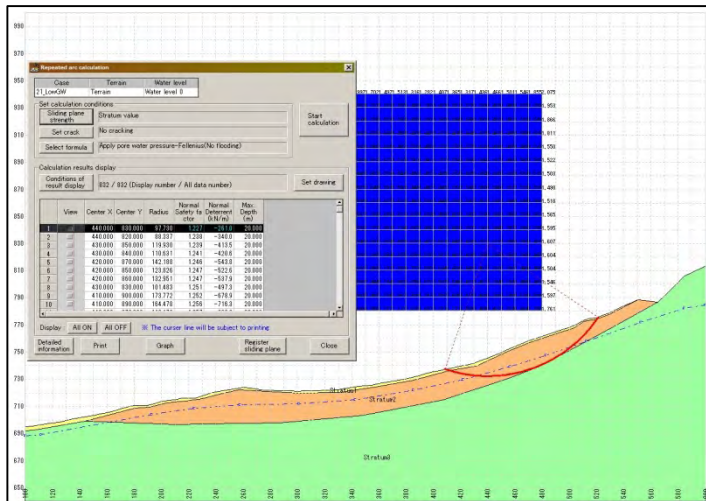 990
970
950
930
910
890
870
850
830
810
790
770
750
730
710
690
670
650
Repeated arc calculation
Case Terrain Water level
21_LowGW Terrain Water level 0
Set calculation conditions
Sliding plane strength Stratum value
Set crack No cracking
Select formula Apply pore water pressure-Fellenius(No flooding)
Start calculation
Calculation results display
Conditions of result display 832 / 832 (Display number / All data number) Set drawing
View Center X Center Y Radius Normal Safety factor Normal Deterrent (kN/m) Max. Depth (m)
1 440.000 830.000 97.730 1.227 -261.0 20.000
2 440.000 820.000 88.337 1.238 -340.0 20.000
3 430.000 850.000 119.930 1.239 -413.5 20.000
4 430.000 840.000 110.631 1.241 -420.6 20.000
5 420.000 870.000 142.108 1.246 -543.0 20.000
6 420.000 850.000 123.826 1.247 -522.6 20.000
7 420.000 860.000 132.951 1.247 -537.9 20.000
8 430.000 830.000 101.483 1.251 -497.3 20.000
9 410.000 900.000 173.772 1.252 -678.9 20.000
10 410.000 890.000 164.676 1.256 -716.3 20.000
Display All ON All OFF ※ The cursor line will be subject to printing
Detailed information Print Graph Register sliding plane Close
Stratum1
Stratum2
Stratum3
100 120 140 160 180 200 220 240 260 280 300 320 340 360 380 400 420 440 460 480 500 520 540 560 580 600